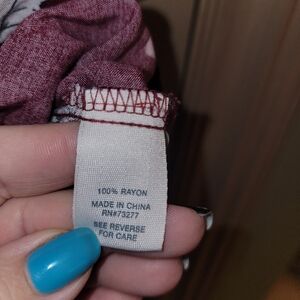 100% RAYON
MADE IN CHINA
RN#73277
SEE REVERSE
FOR CARE